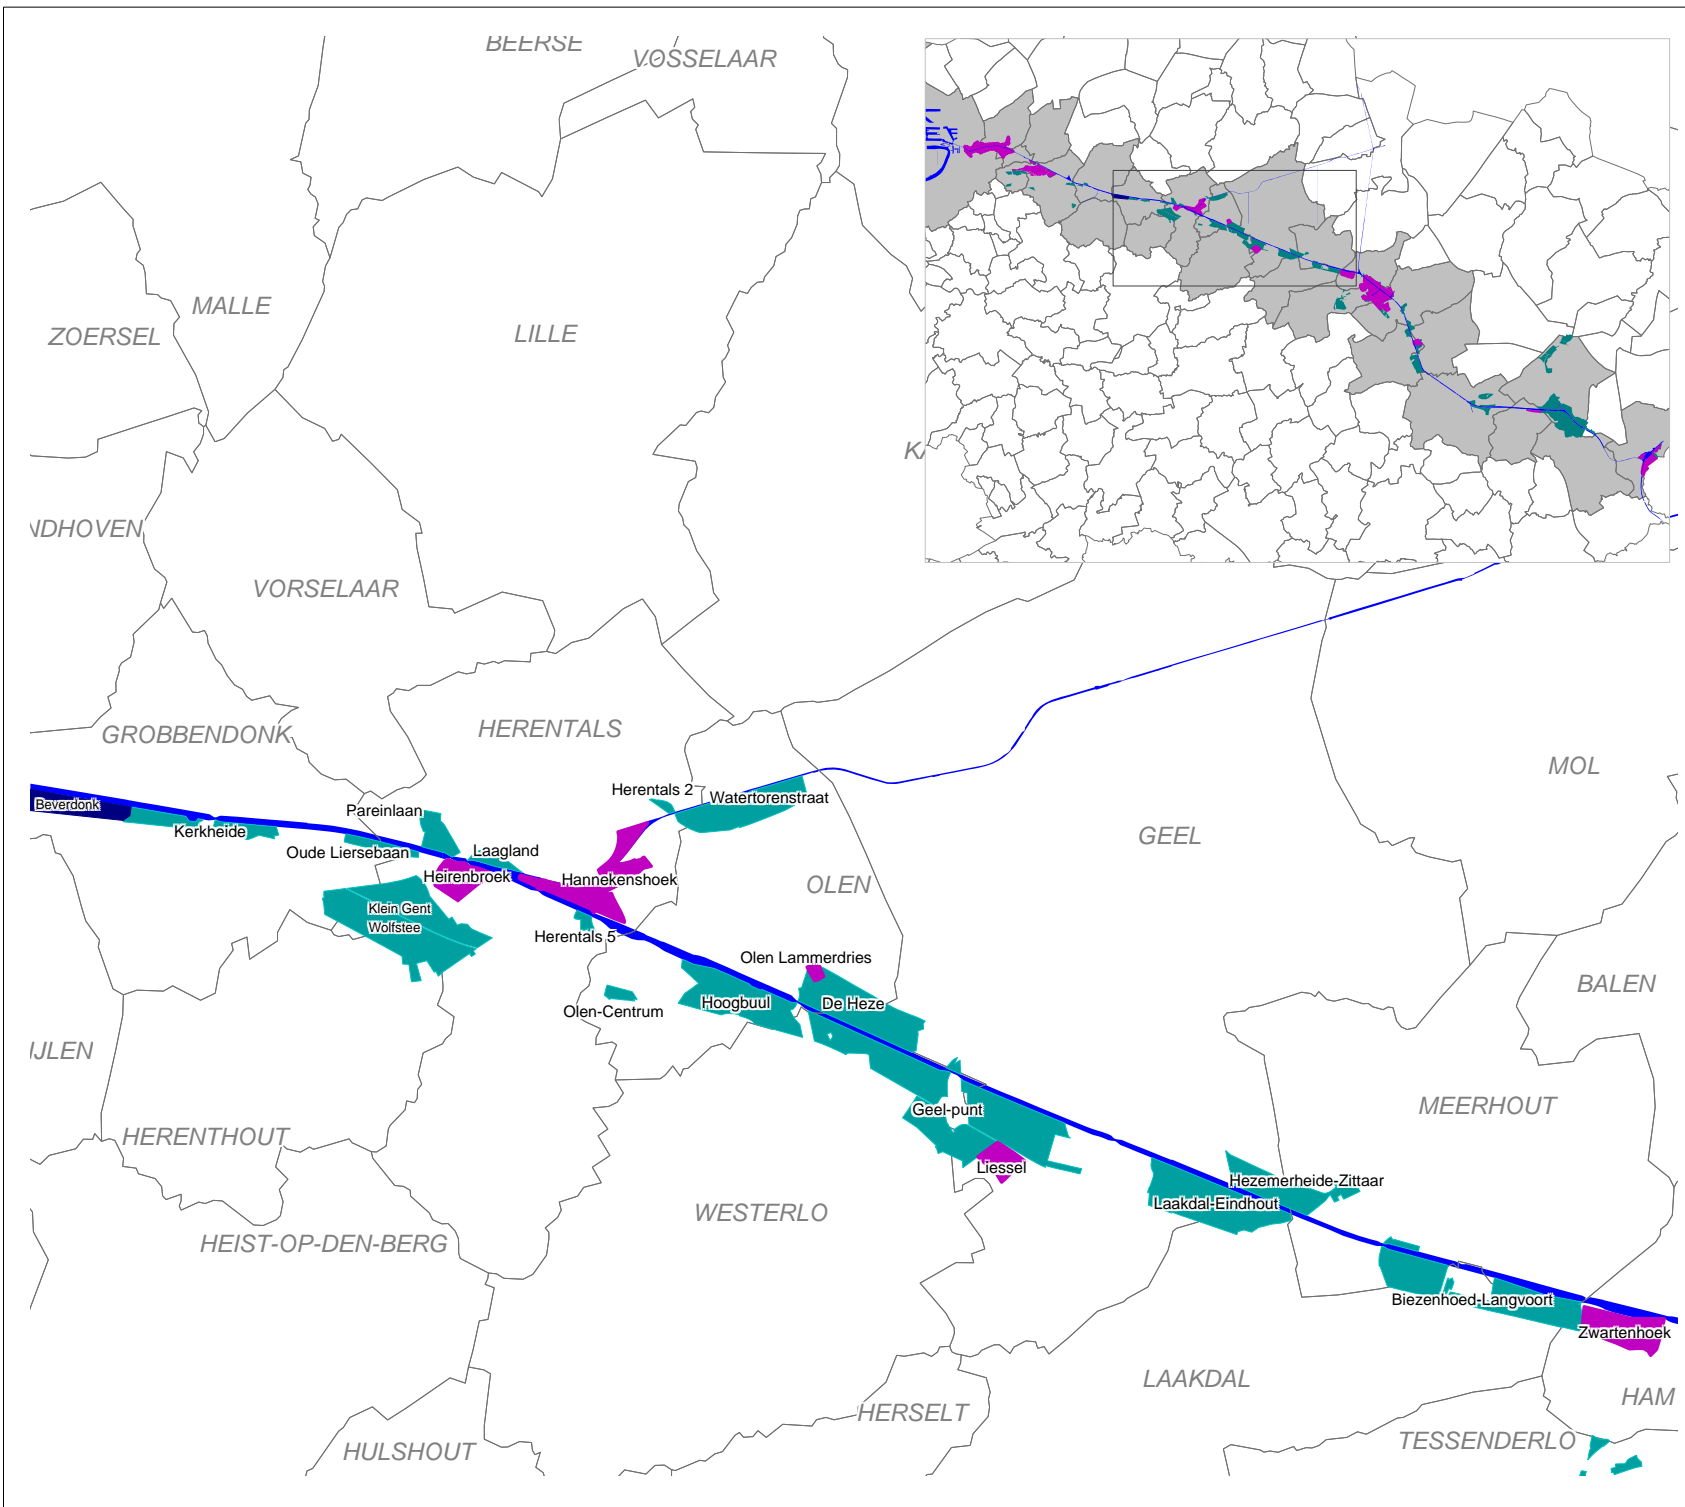 BEERSE
VOSSELAAR
MALLE
ZOERSEL
LILLE
KA
NDHOVEN
VORSELAAR
GROBBENDONK
HERENTALS
MOL
Herentals 2
Watertorenstraat
Beverdonk
Pareinlaan
Kerkheide
GEEL
Oude Liersebaan
Laagland
Heirenbroek
Hannekenshoek
OLEN
Klein Gent
Wolfstee
Herentals 5
Olen Lammerdries
BALEN
Hoogbuul
De Heze
Olen-Centrum
IJLEN
MEERHOUT
Geel-punt
HERENTHOUT
Liessel
Hezemerheide-Zittaar
Laakdal-Eindhout
WESTERLO
HEIST-OP-DEN-BERG
Biezenhoed-Langvoort
Zwartenhoek
LAAKDAL
HAM
HERSELT
TESSENDERLO
HULSHOUT